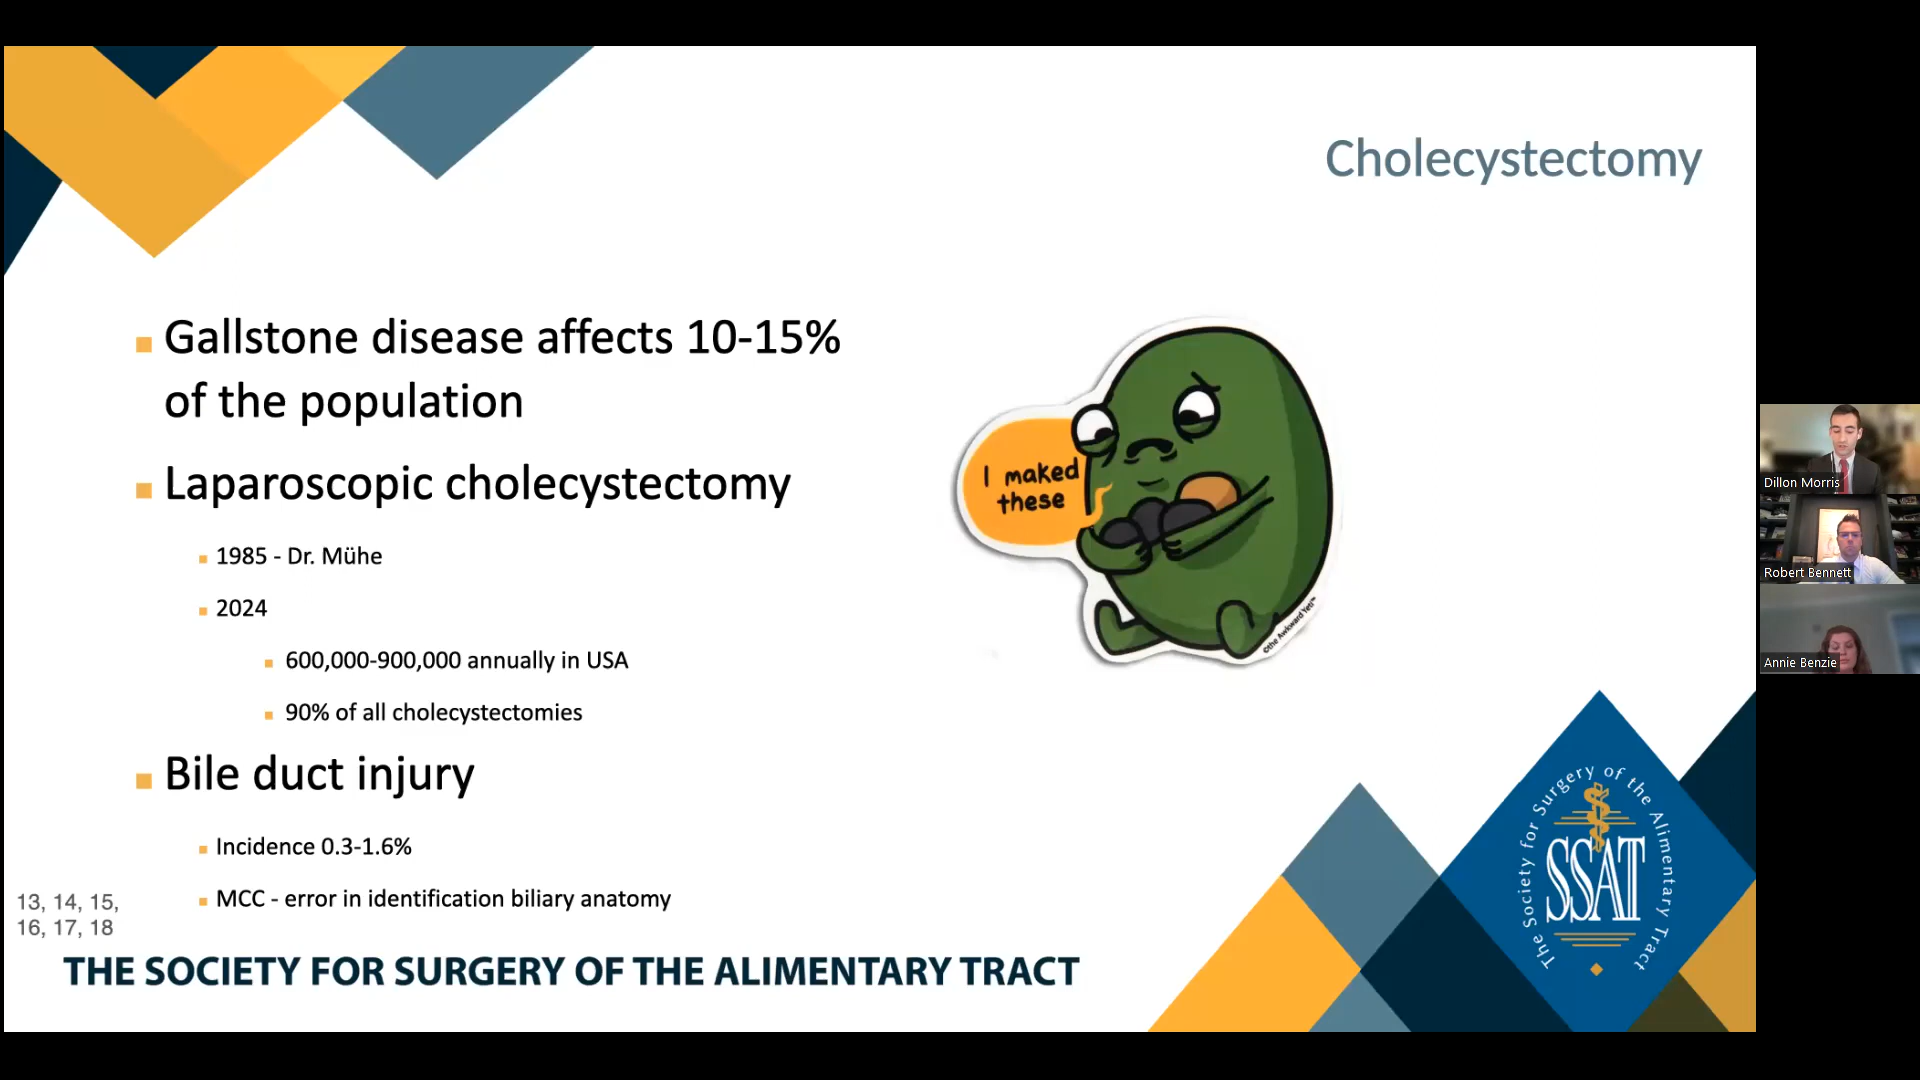 Cholecystectomy
Gallstone disease affects 10-15%
of the population
Laparoscopic cholecystectomy
1985 - Dr. Mühe
2024
600,000-900,000 annually in USA
90% of all cholecystectomies
Bile duct injury
Incidence 0.3-1.6%
MCC - error in identification biliary anatomy
13, 14, 15,
16, 17, 18
THE SOCIETY FOR SURGERY OF THE ALIMENTARY TRACT
I maked
these
©the Awkward Yeti™
The Society for Surgery of the Alimentary Tract
SSAT
Dillon Morris
Robert Bennett
Annie Benzie